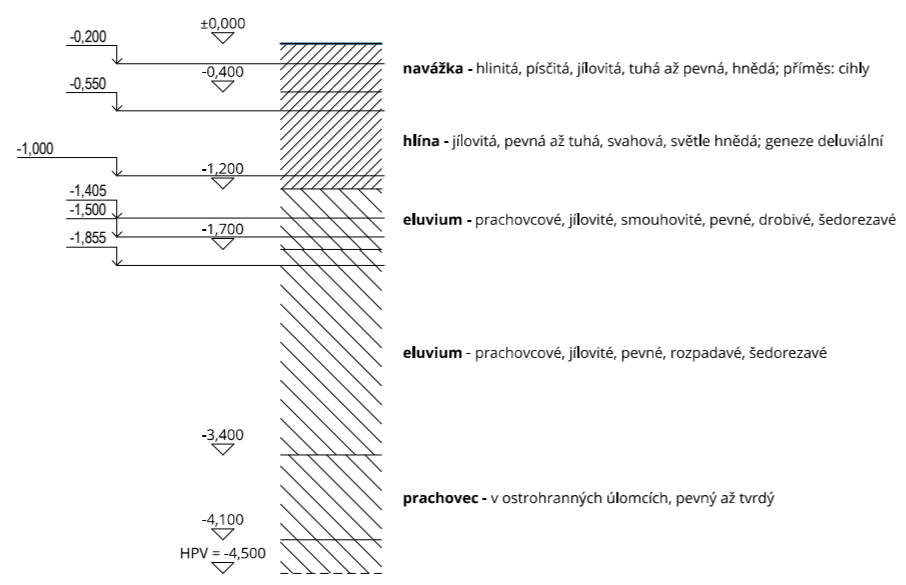 ±0,000
-0,200
navážka - hlinitá, písčitá, jílovitá, tuhá až pevná, hnědá; příměs: cihly
-0,400
-0,550
hlína - jílovitá, pevná až tuhá, svahová, světle hnědá; geneze deluviální
-1,000
-1,200
-1,405
-1,500
eluvium - prachovcové, jílovité, smouhovité, pevné, drobivé, šedorezavé
-1,700
-1,855
eluvium - prachovcové, jílovité, pevné, rozpadavé, šedorezavé
-3,400
prachovec - v ostrohranných úlomcích, pevný až tvrdý
-4,100
HPV = -4,500